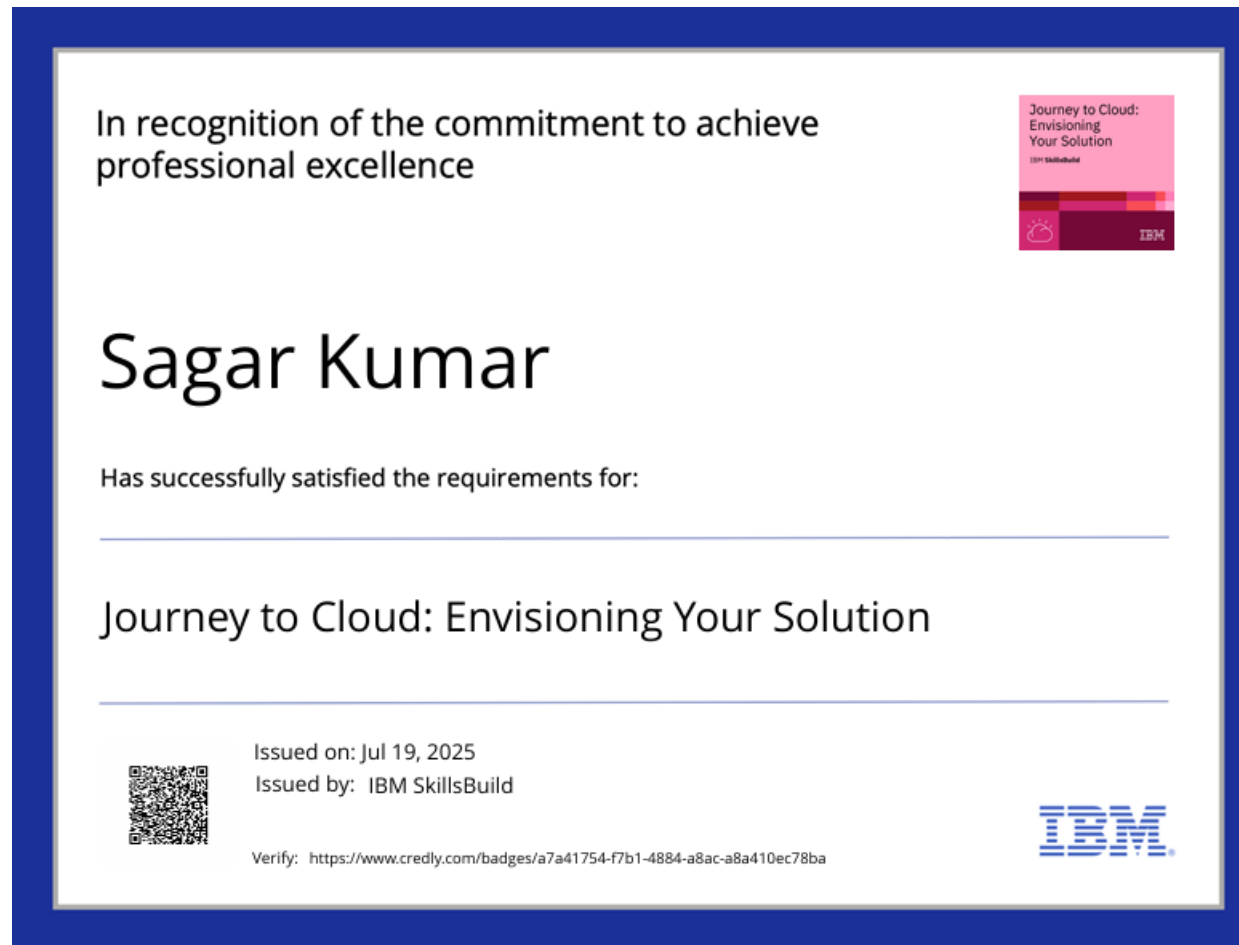 In recognition of the commitment to achieve
professional excellence
Journey to Cloud:
Envisioning
Your Solution
IBM SkillsBuild
IBM
Sagar Kumar
Has successfully satisfied the requirements for:
Journey to Cloud: Envisioning Your Solution
Issued on: Jul 19, 2025
Issued by: IBM SkillsBuild
Verify: https://www.credly.com/badges/a7a41754-f7b1-4884-a8ac-a8a410ec78ba
IBM®